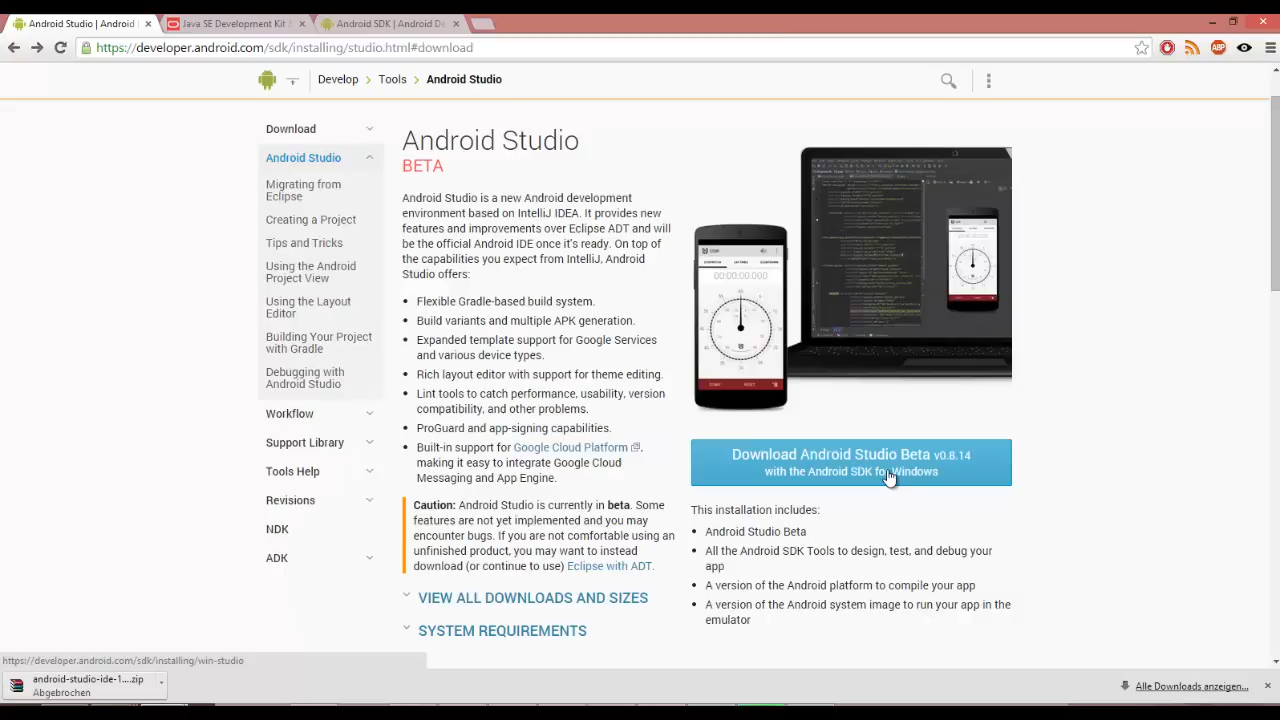 Android Studio | Android
Java SE Development Kit
Android SDK | Android De
https://developer.android.com/sdk/installing/studio.html#download
Develop > Tools > Android Studio
Download
Android Studio
Migrating from
Eclipse
Creating a Project
Tips and Tricks
Using the Android
Project View
Using the Layout
Editor
Building Your Project
with Gradle
Debugging with
Android Studio
Workflow
Support Library
Tools Help
Revisions
NDK
ADK
Android Studio
BETA
Android Studio is a new Android development
environment based on IntelliJ IDEA. It provides new
features and improvements over Eclipse ADT and will
be the official Android IDE once it's ready. On top of
the capabilities you expect from IntelliJ, Android
Studio offers:
• Flexible Gradle-based build system.
• Build variants and multiple APK generation.
• Expanded template support for Google Services
and various device types.
• Rich layout editor with support for theme editing.
• Lint tools to catch performance, usability, version
compatibility, and other problems.
• ProGuard and app-signing capabilities.
• Built-in support for Google Cloud Platform,
making it easy to integrate Google Cloud
Messaging and App Engine.
Caution: Android Studio is currently in beta. Some
features are not yet implemented and you may
encounter bugs. If you are not comfortable using an
unfinished product, you may want to instead
download (or continue to use) Eclipse with ADT.
VIEW ALL DOWNLOADS AND SIZES
SYSTEM REQUIREMENTS
00:00:00.000
Download Android Studio Beta v0.8.14
with the Android SDK for Windows
This installation includes:
• Android Studio Beta
• All the Android SDK Tools to design, test, and debug your
app
• A version of the Android platform to compile your app
• A version of the Android system image to run your app in the
emulator
https://developer.android.com/sdk/installing/win-studio
android-studio-ide-1....zip
Abgebrochen
Alle Downloads anzeigen...
ABP